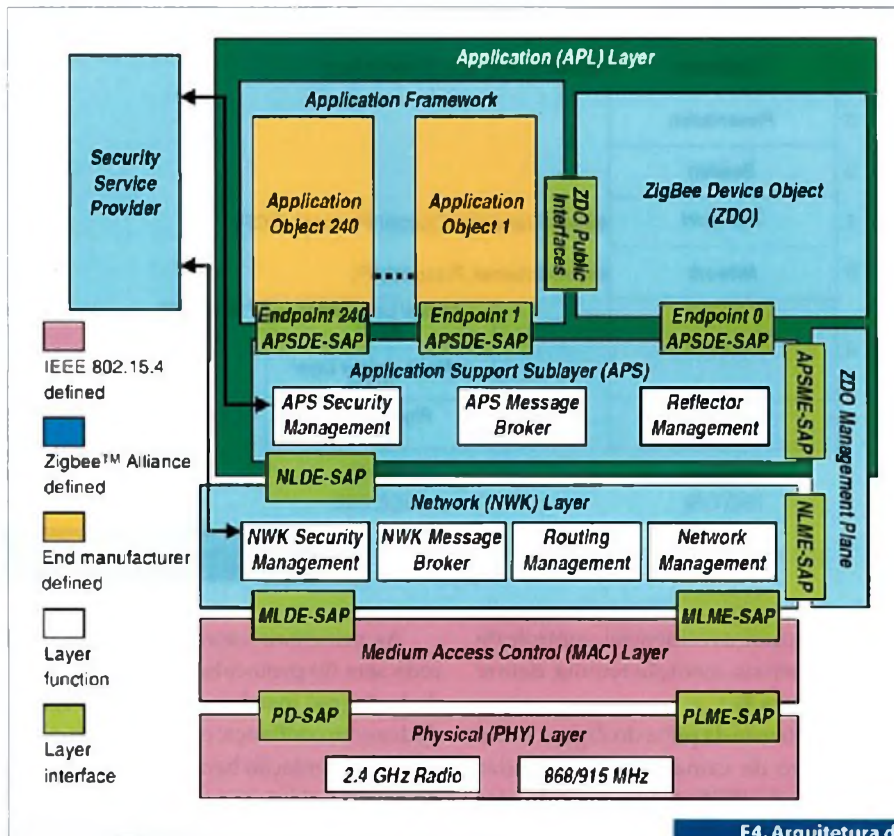 Application (APL) Layer
Application Framework
Security
Service
Provider
Application
Object 240
Application
Object 1
ZDO Public
Interfaces
ZigBee Device Object
(ZDO)
Endpoint 240
APSDE-SAP
Endpoint 1
APSDE-SAP
Endpoint 0
APSDE-SAP
Application Support Sublayer (APS)
APS Security
Management
APS Message
Broker
Reflector
Management
APSME-SAP
ZDO Management Plane
NLDE-SAP
Network (NWK) Layer
NWK Security
Management
NWK Message
Broker
Routing
Management
Network
Management
NLME-SAP
MLDE-SAP
MLME-SAP
Medium Access Control (MAC) Layer
PD-SAP
PLME-SAP
Physical (PHY) Layer
2.4 GHz Radio
868/915 MHz
IEEE 802.15.4
defined
Zigbee™ Alliance
defined
End manufacturer
defined
Layer
function
Layer
interface
F4. Arquitetura d